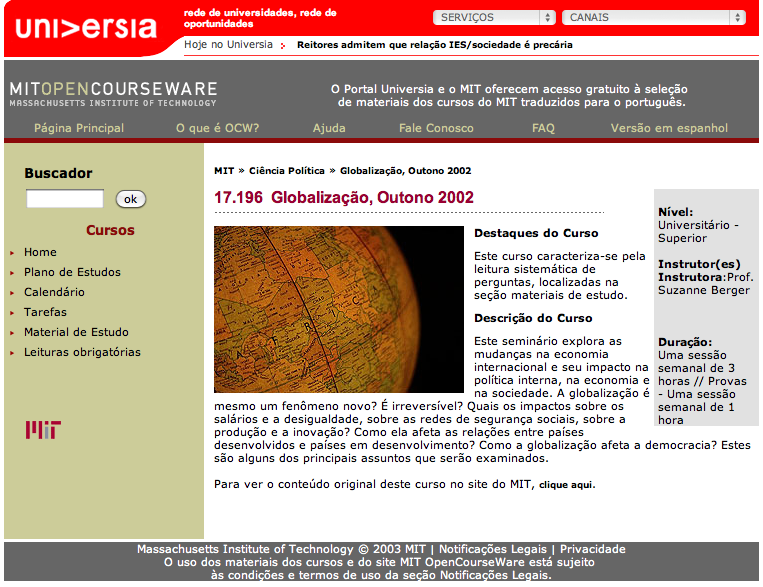 uni>ersia
rede de universidades, rede de
oportunidades
SERVIÇOS
CANAIS
Hoje no Universia
Reitores admitem que relação IES/sociedade é precária
MITOPENCOURSEWARE
MASSACHUSETTS INSTITUTE OF TECHNOLOGY
O Portal Universia e o MIT oferecem acesso gratuito à seleção
de materiais dos cursos do MIT traduzidos para o português.
Página Principal
O que é OCW?
Ajuda
Fale Conosco
FAQ
Versão em espanhol
Buscador
ok
Cursos
Home
Plano de Estudos
Calendário
Tarefas
Material de Estudo
Leituras obrigatórias
MIT
MIT » Ciência Política » Globalização, Outono 2002
17.196 Globalização, Outono 2002
Destaques do Curso
Este curso caracteriza-se pela
leitura sistemática de
perguntas, localizadas na
seção materiais de estudo.
Descrição do Curso
Este seminário explora as
mudanças na economia
internacional e seu impacto na
política interna, na economia e
na sociedade. A globalização é
mesmo um fenômeno novo? É irreversível? Quais os impactos sobre os
salários e a desigualdade, sobre as redes de segurança sociais, sobre a
produção e a inovação? Como ela afeta as relações entre países
desenvolvidos e países em desenvolvimento? Como a globalização afeta a democracia? Estes
são alguns dos principais assuntos que serão examinados.
Para ver o conteúdo original deste curso no site do MIT, clique aqui.
Nível:
Universitário -
Superior
Instrutor(es)
Instrutora:Prof.
Suzanne Berger
Duração:
Uma sessão
semanal de 3
horas // Provas
- Uma sessão
semanal de 1
hora
Massachusetts Institute of Technology © 2003 MIT | Notificações Legais | Privacidade
O uso dos materiais dos cursos e do site MIT OpenCourseWare está sujeito
às condições e termos de uso da seção Notificações Legais.